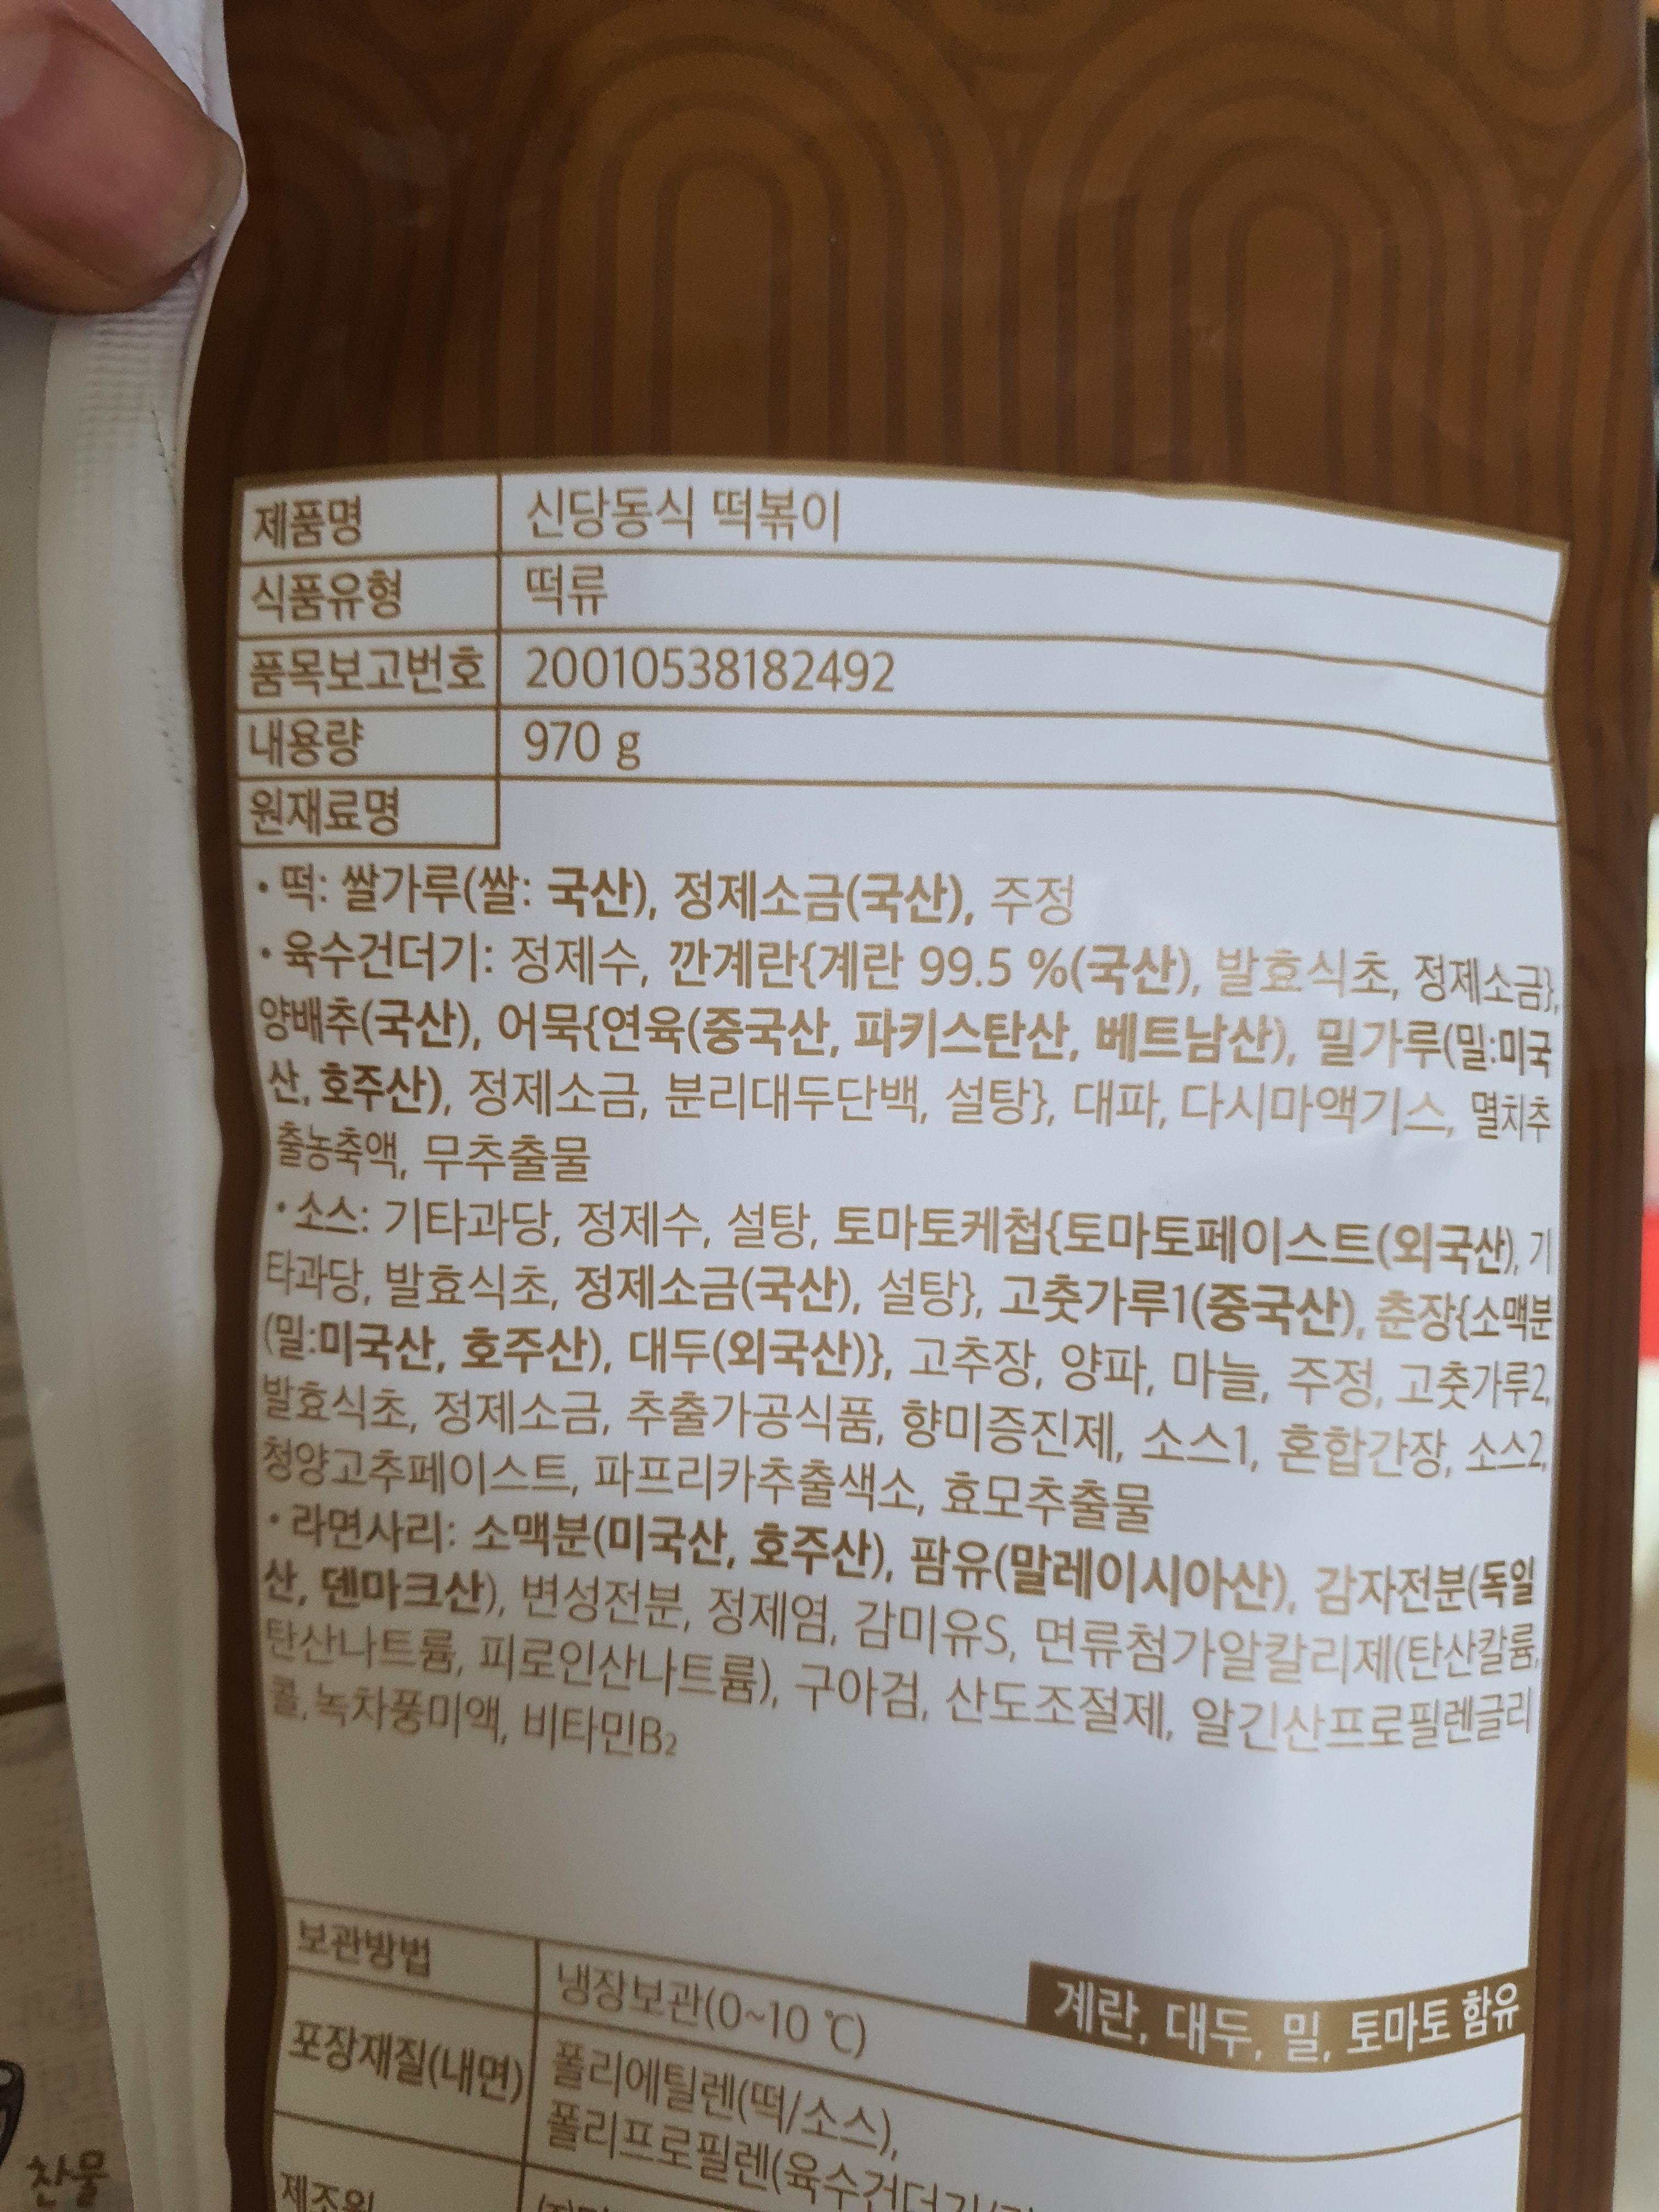 제품명 신당동식 떡볶이
식품유형 떡류
품목보고번호 20010538182492
내용량 970 g
원재료명
• 떡: 쌀가루(쌀: 국산), 정제소금(국산), 주정
• 육수건더기: 정제수, 깐계란{계란 99.5 %(국산), 발효식초, 정제소금},
양배추(국산), 어묵{연육(중국산, 파키스탄산, 베트남산), 밀가루(밀:미국
산, 호주산), 정제소금, 분리대두단백, 설탕}, 대파, 다시마액기스, 멸치추
출농축액, 무추출물
• 소스: 기타과당, 정제수, 설탕, 토마토케첩{토마토페이스트(외국산), 기
타과당, 발효식초, 정제소금(국산), 설탕}, 고춧가루1(중국산), 춘장{소맥분
(밀:미국산, 호주산), 대두(외국산)}, 고추장, 양파, 마늘, 주정, 고춧가루2,
발효식초, 정제소금, 추출가공식품, 향미증진제, 소스1, 혼합간장, 소스2,
청양고추페이스트, 파프리카추출색소, 효모추출물
• 라면사리: 소맥분(미국산, 호주산), 팜유(말레이시아산), 감자전분(독일
산, 덴마크산), 변성전분, 정제염, 감미유S, 면류첨가알칼리제(탄산칼륨,
탄산나트륨, 피로인산나트륨), 구아검, 산도조절제, 알긴산프로필렌글리
콜, 녹차풍미액, 비타민B₂
계란, 대두, 밀, 토마토 함유
보관방법 냉장보관(0~10 ℃)
포장재질(내면) 폴리에틸렌(떡/소스),
폴리프로필렌(육수건더기/
제조원
찬물